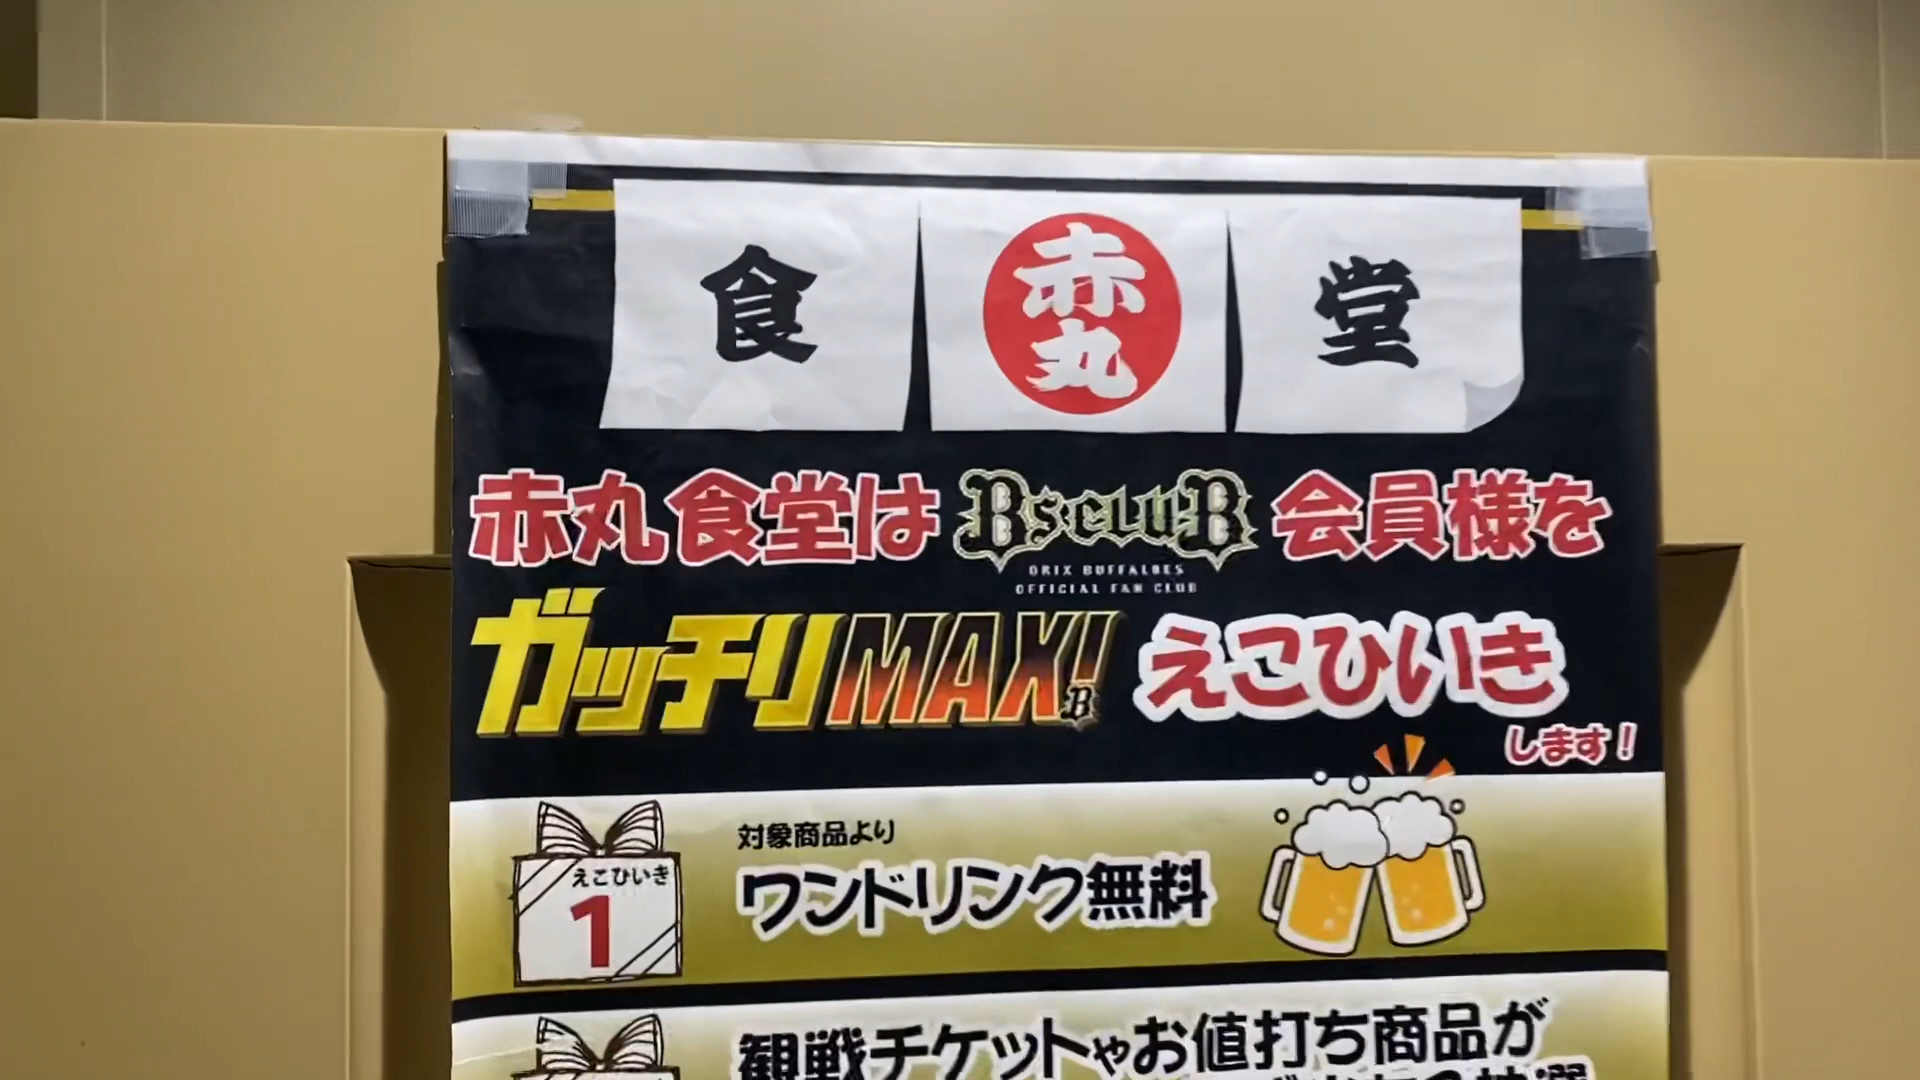 食 赤丸 堂
赤丸食堂は BsCLUB 会員様を
ORIX BUFFALOES
OFFICIAL FAN CLUB
ガッチリMAX! B えこひいき
します!
対象商品より
えこひいき
1
ワンドリンク無料
観戦チケットやお値打ち商品が